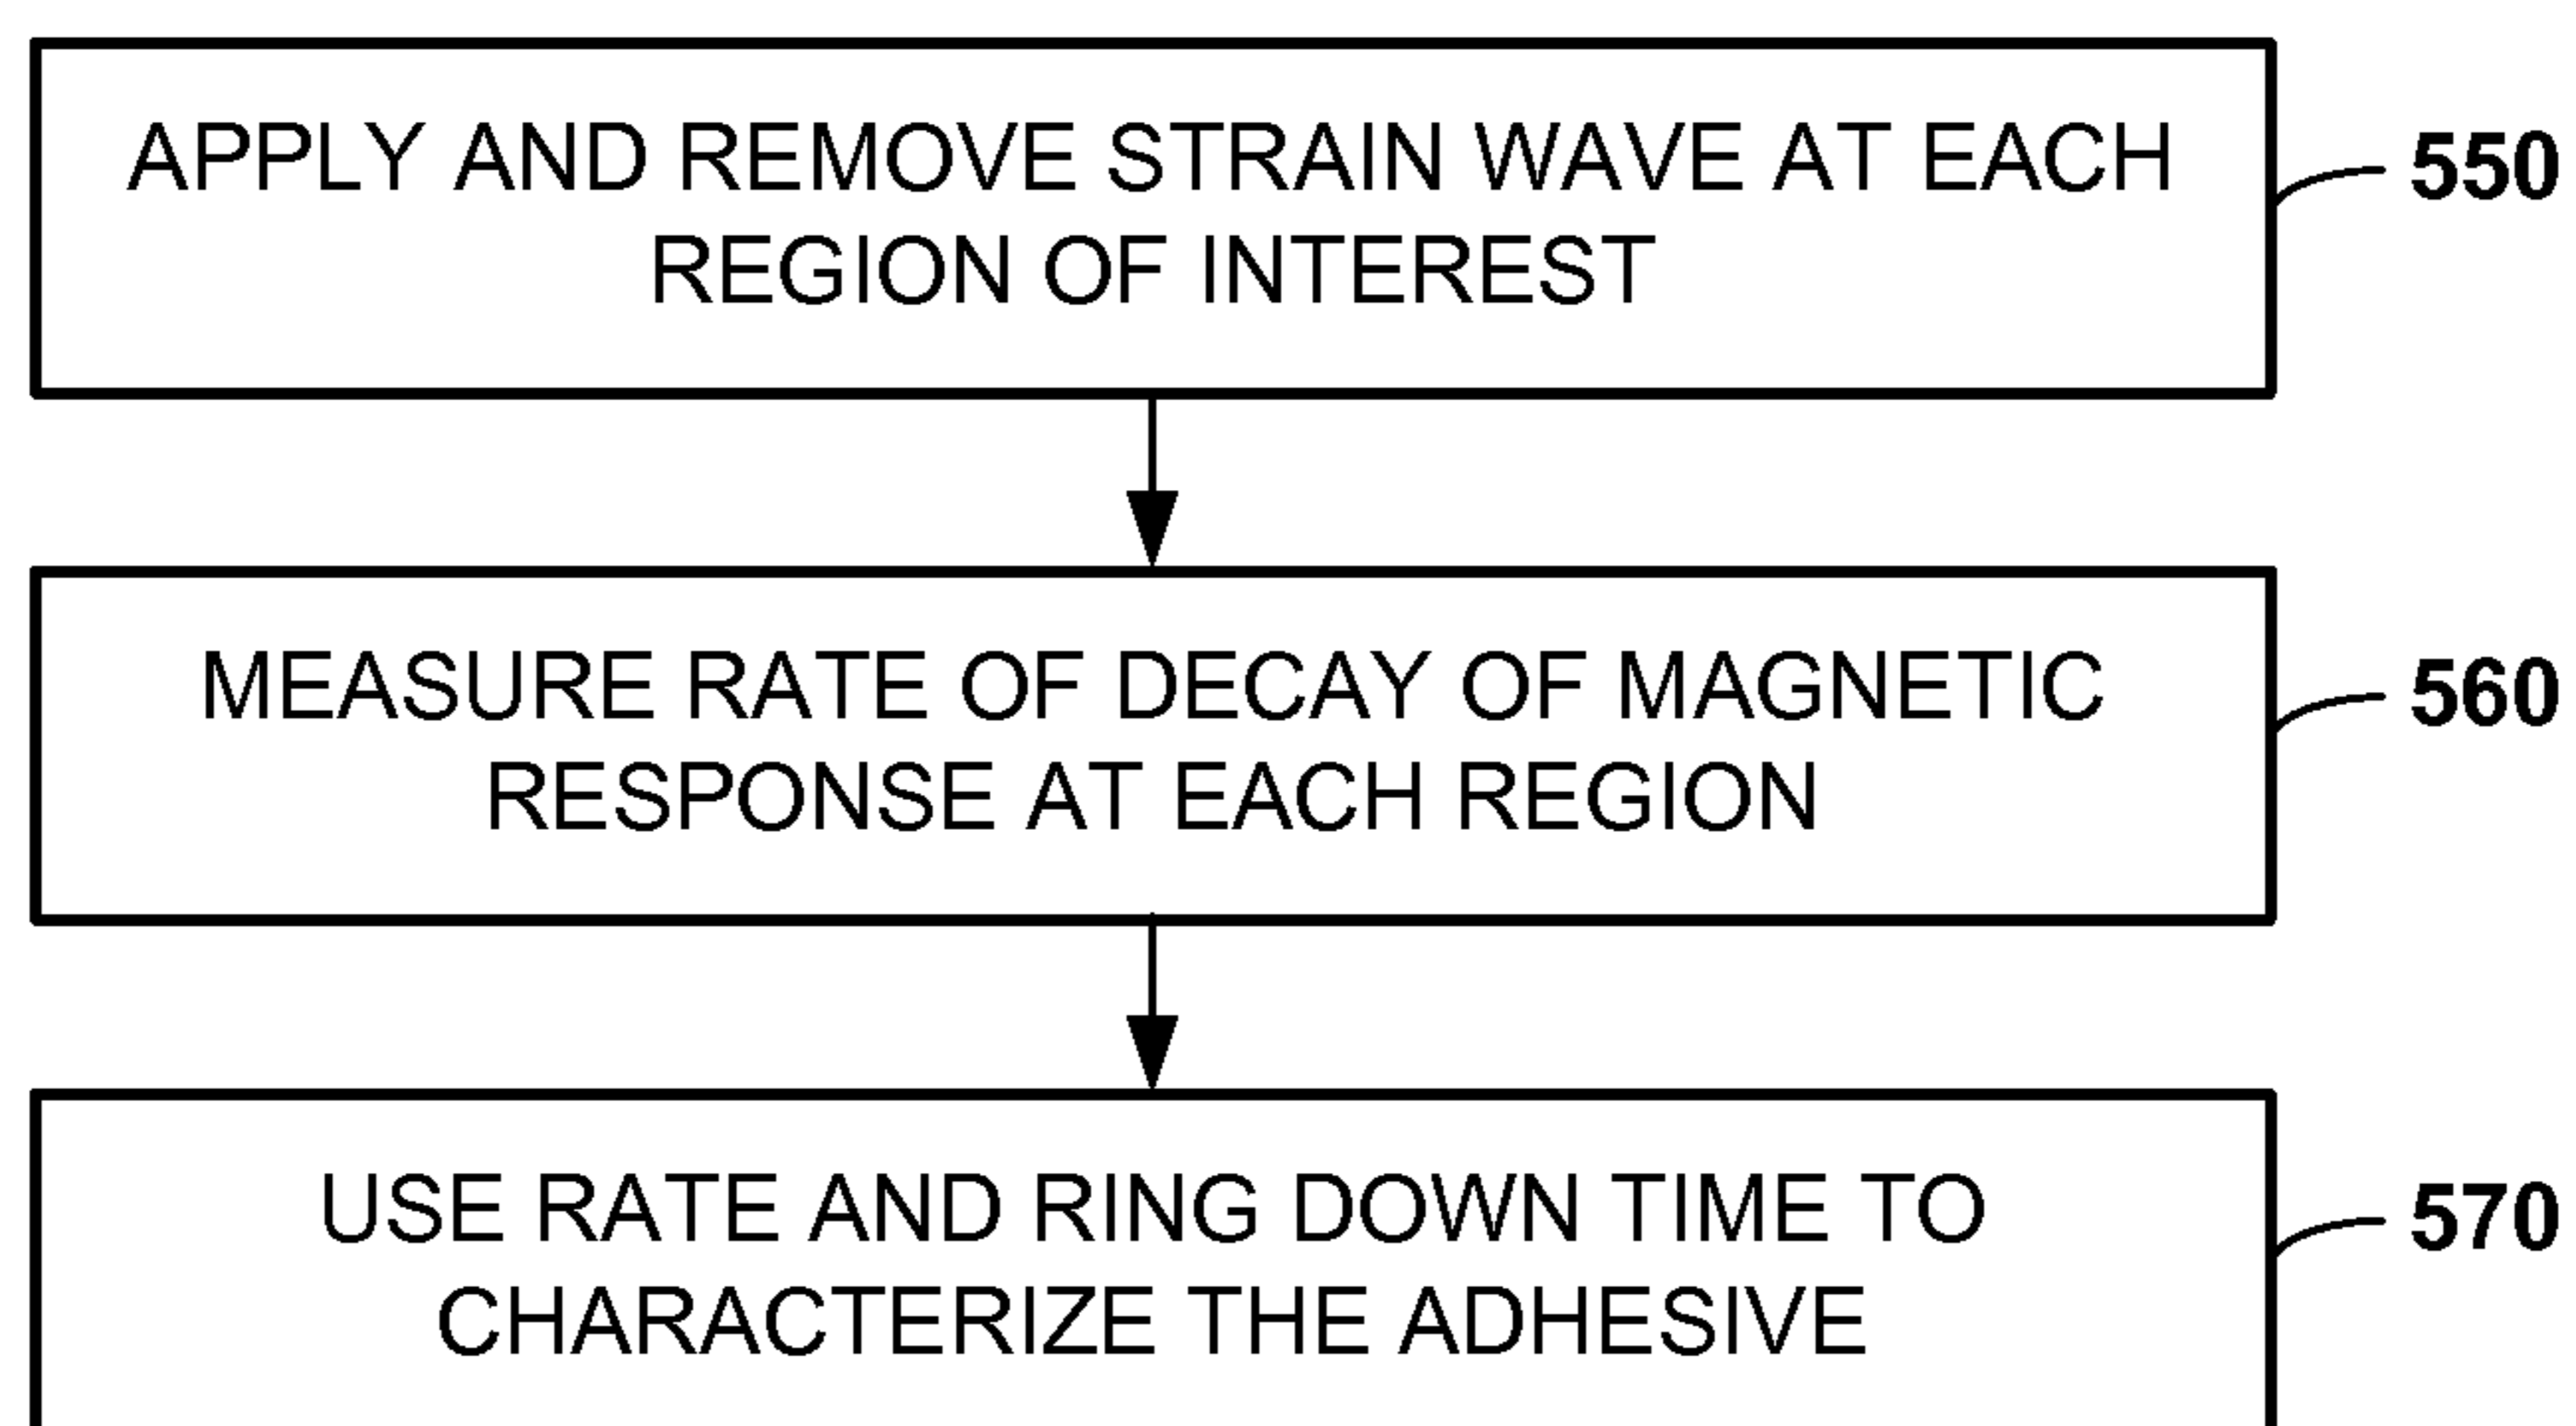 APPLY AND REMOVE STRAIN WAVE AT EACH
REGION OF INTEREST
550
MEASURE RATE OF DECAY OF MAGNETIC
RESPONSE AT EACH REGION
560
USE RATE AND RING DOWN TIME TO
CHARACTERIZE THE ADHESIVE
570